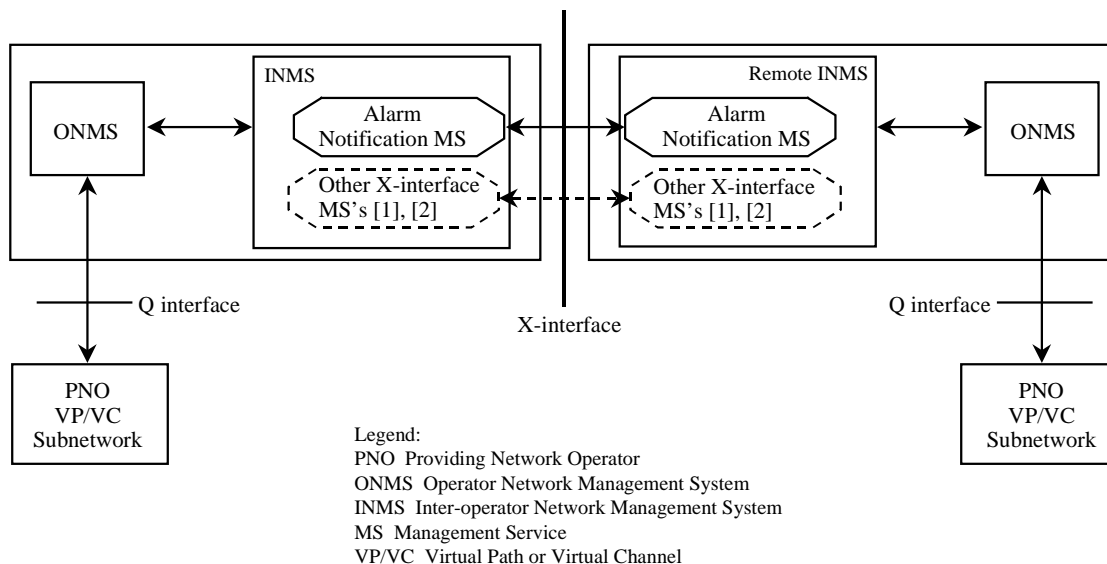 INMS
Remote INMS
ONMS
Alarm
Notification MS
Alarm
Notification MS
ONMS
Other X-interface
MS's [1], [2]
Other X-interface
MS's [1], [2]
Q interface
X-interface
Q interface
PNO
VP/VC
Subnetwork
PNO
VP/VC
Subnetwork
Legend:
PNO Providing Network Operator
ONMS Operator Network Management System
INMS Inter-operator Network Management System
MS Management Service
VP/VC Virtual Path or Virtual Channel